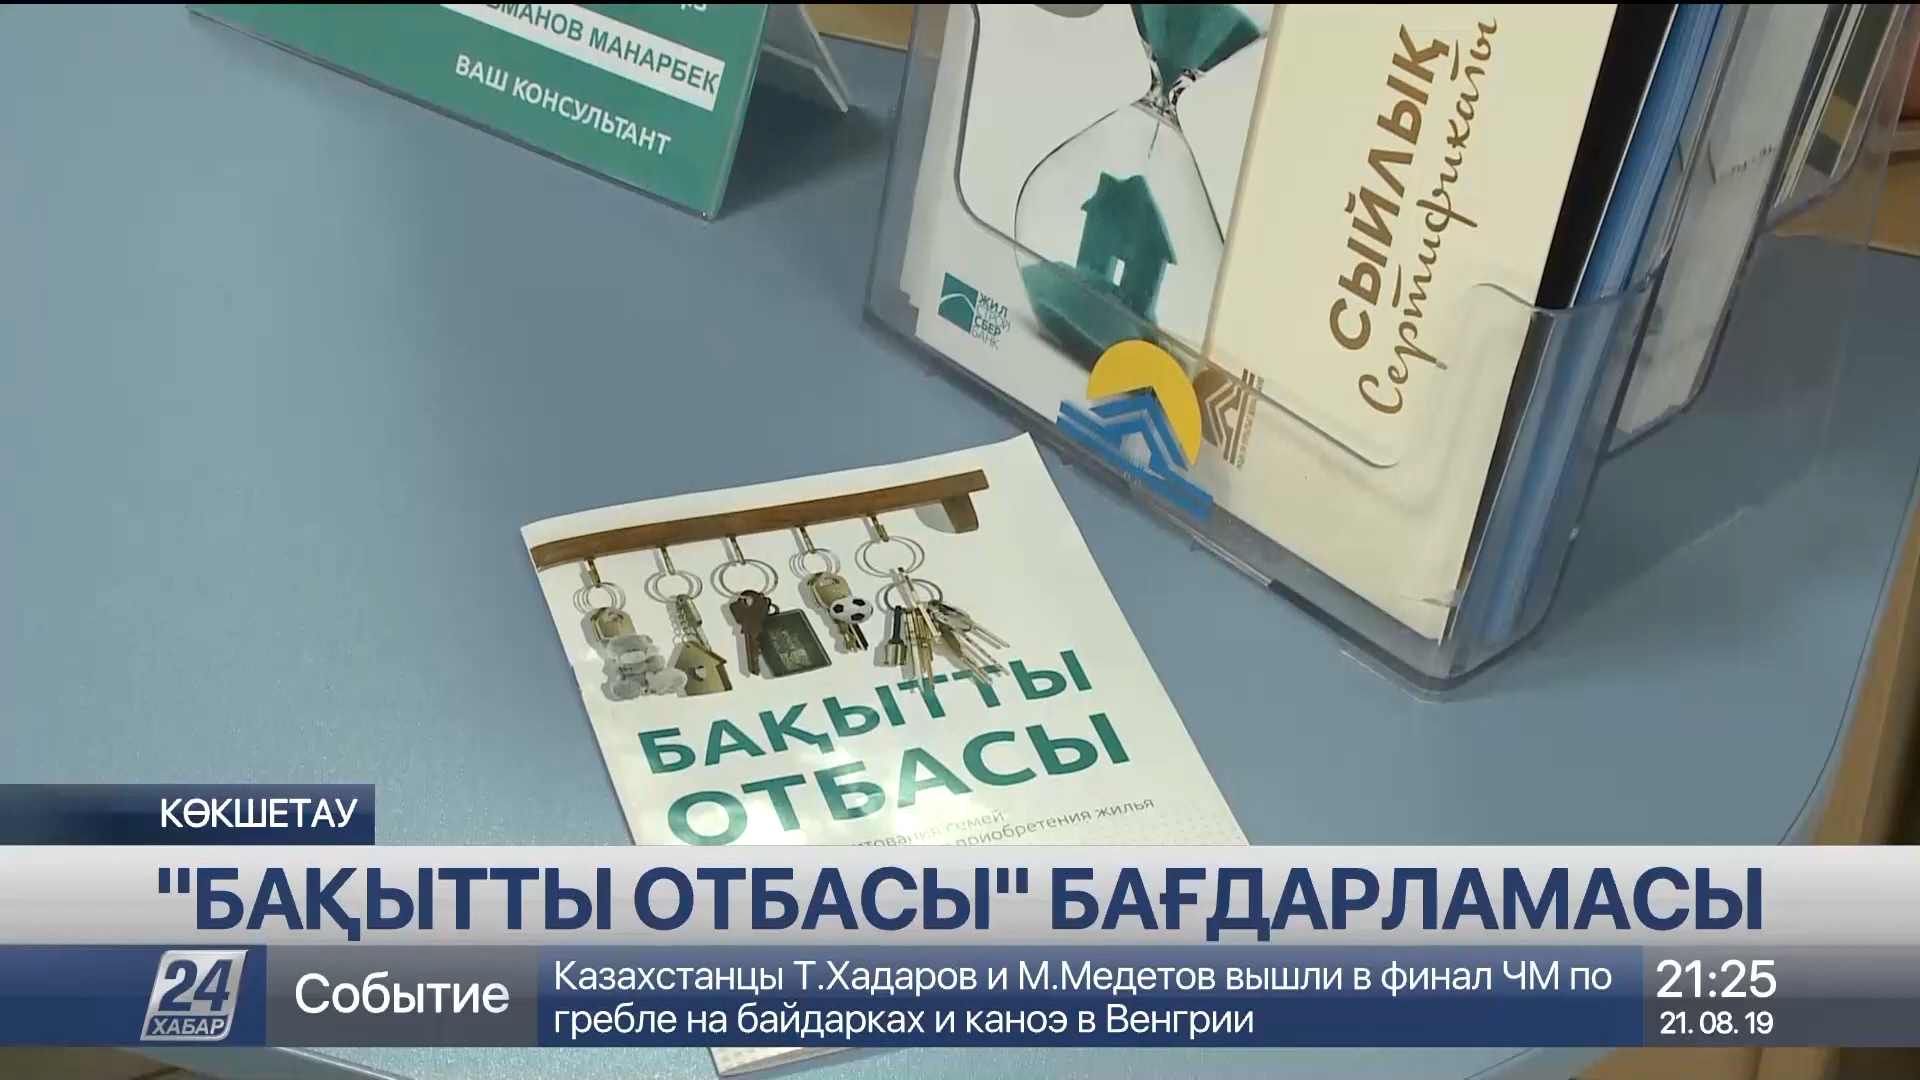 МАНАРБЕК
ВАШ КОНСУЛЬТАНТ
ЖИЛ
СТРОЙ
СБЕР
БАНК
СЫЙЛЫҚ
Сертификаты
БАҚЫТТЫ
ОТБАСЫ
семей
приобретения жилья
КӨКШЕТАУ
"БАҚЫТТЫ ОТБАСЫ" БАҒДАРЛАМАСЫ
24
ХАБАР
Событие
Казахстанцы Т.Хадаров и М.Медетов вышли в финал ЧМ по
гребле на байдарках и каноэ в Венгрии
21:25
21. 08. 19